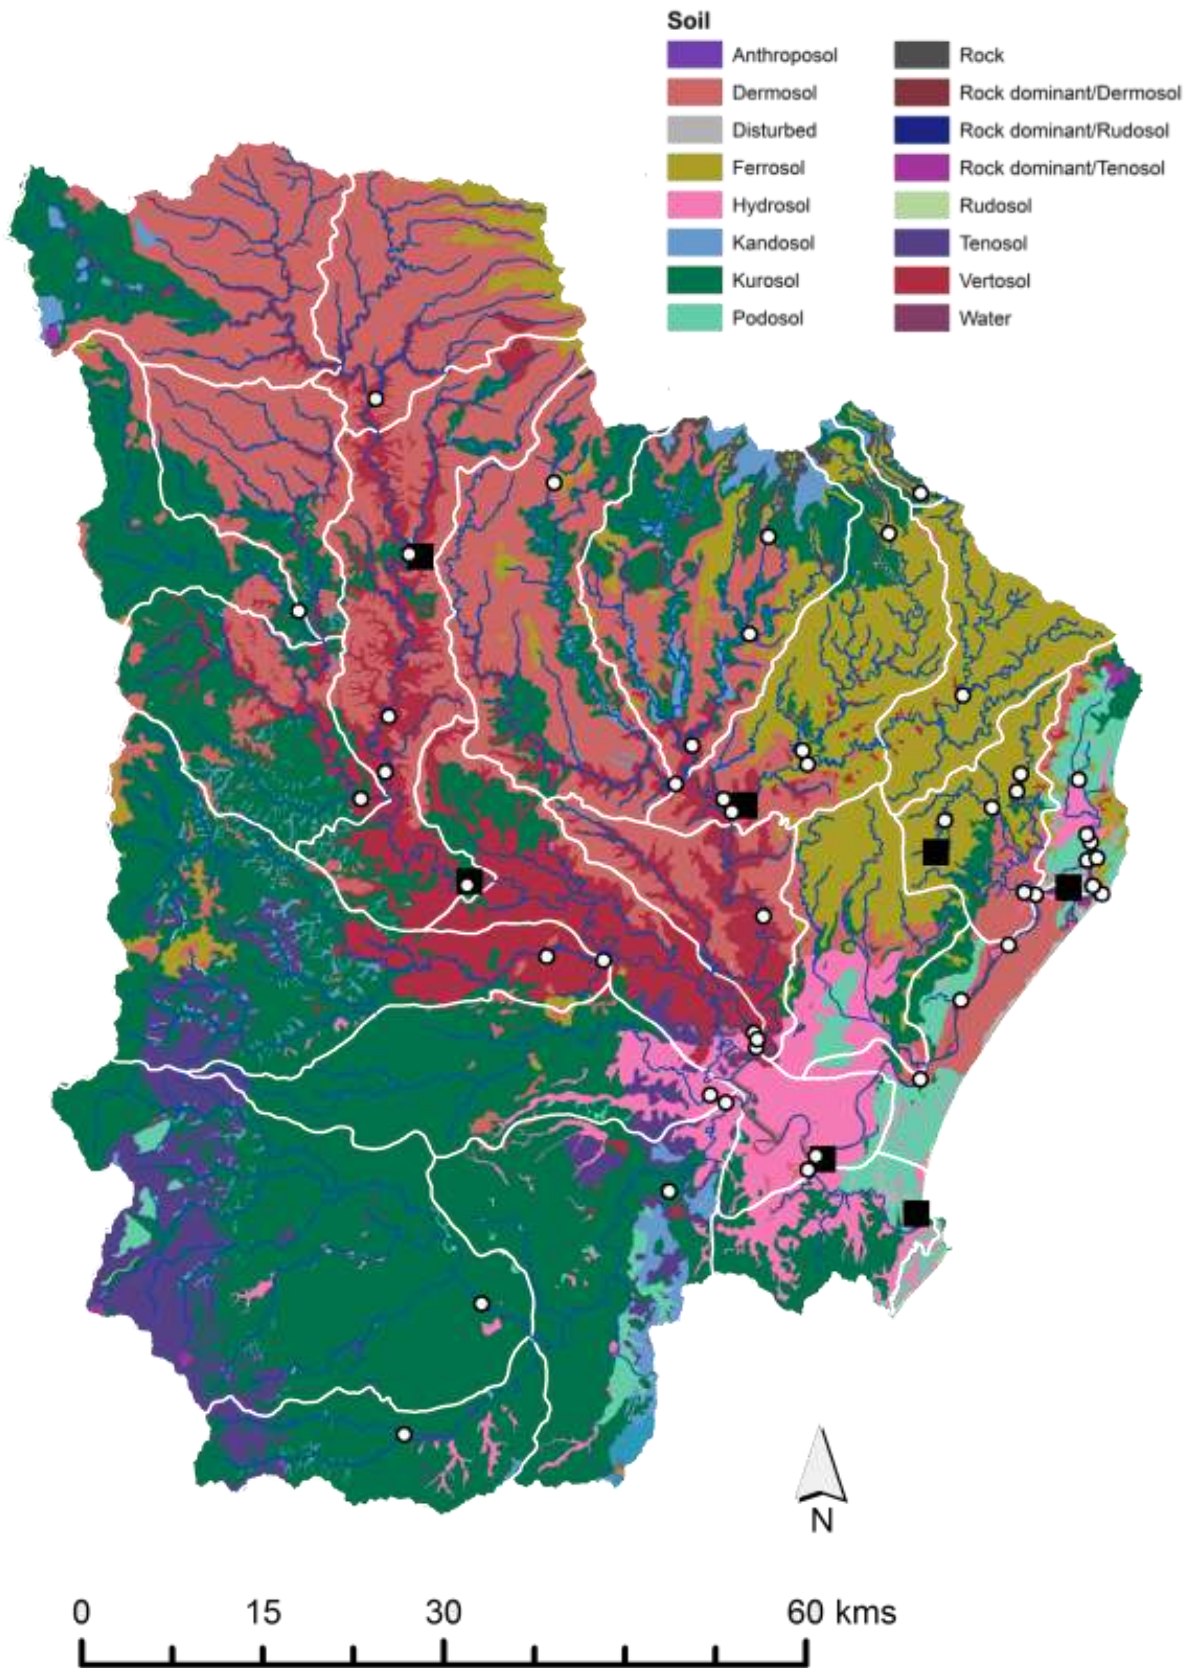 Soil
Anthroposol
Dermosol
Disturbed
Ferrosol
Hydrosol
Kandosol
Kurosol
Podosol
Rock
Rock dominant/Dermosol
Rock dominant/Rudosol
Rock dominant/Tenosol
Rudosol
Tenosol
Vertosol
Water
N
0 15 30 60 kms